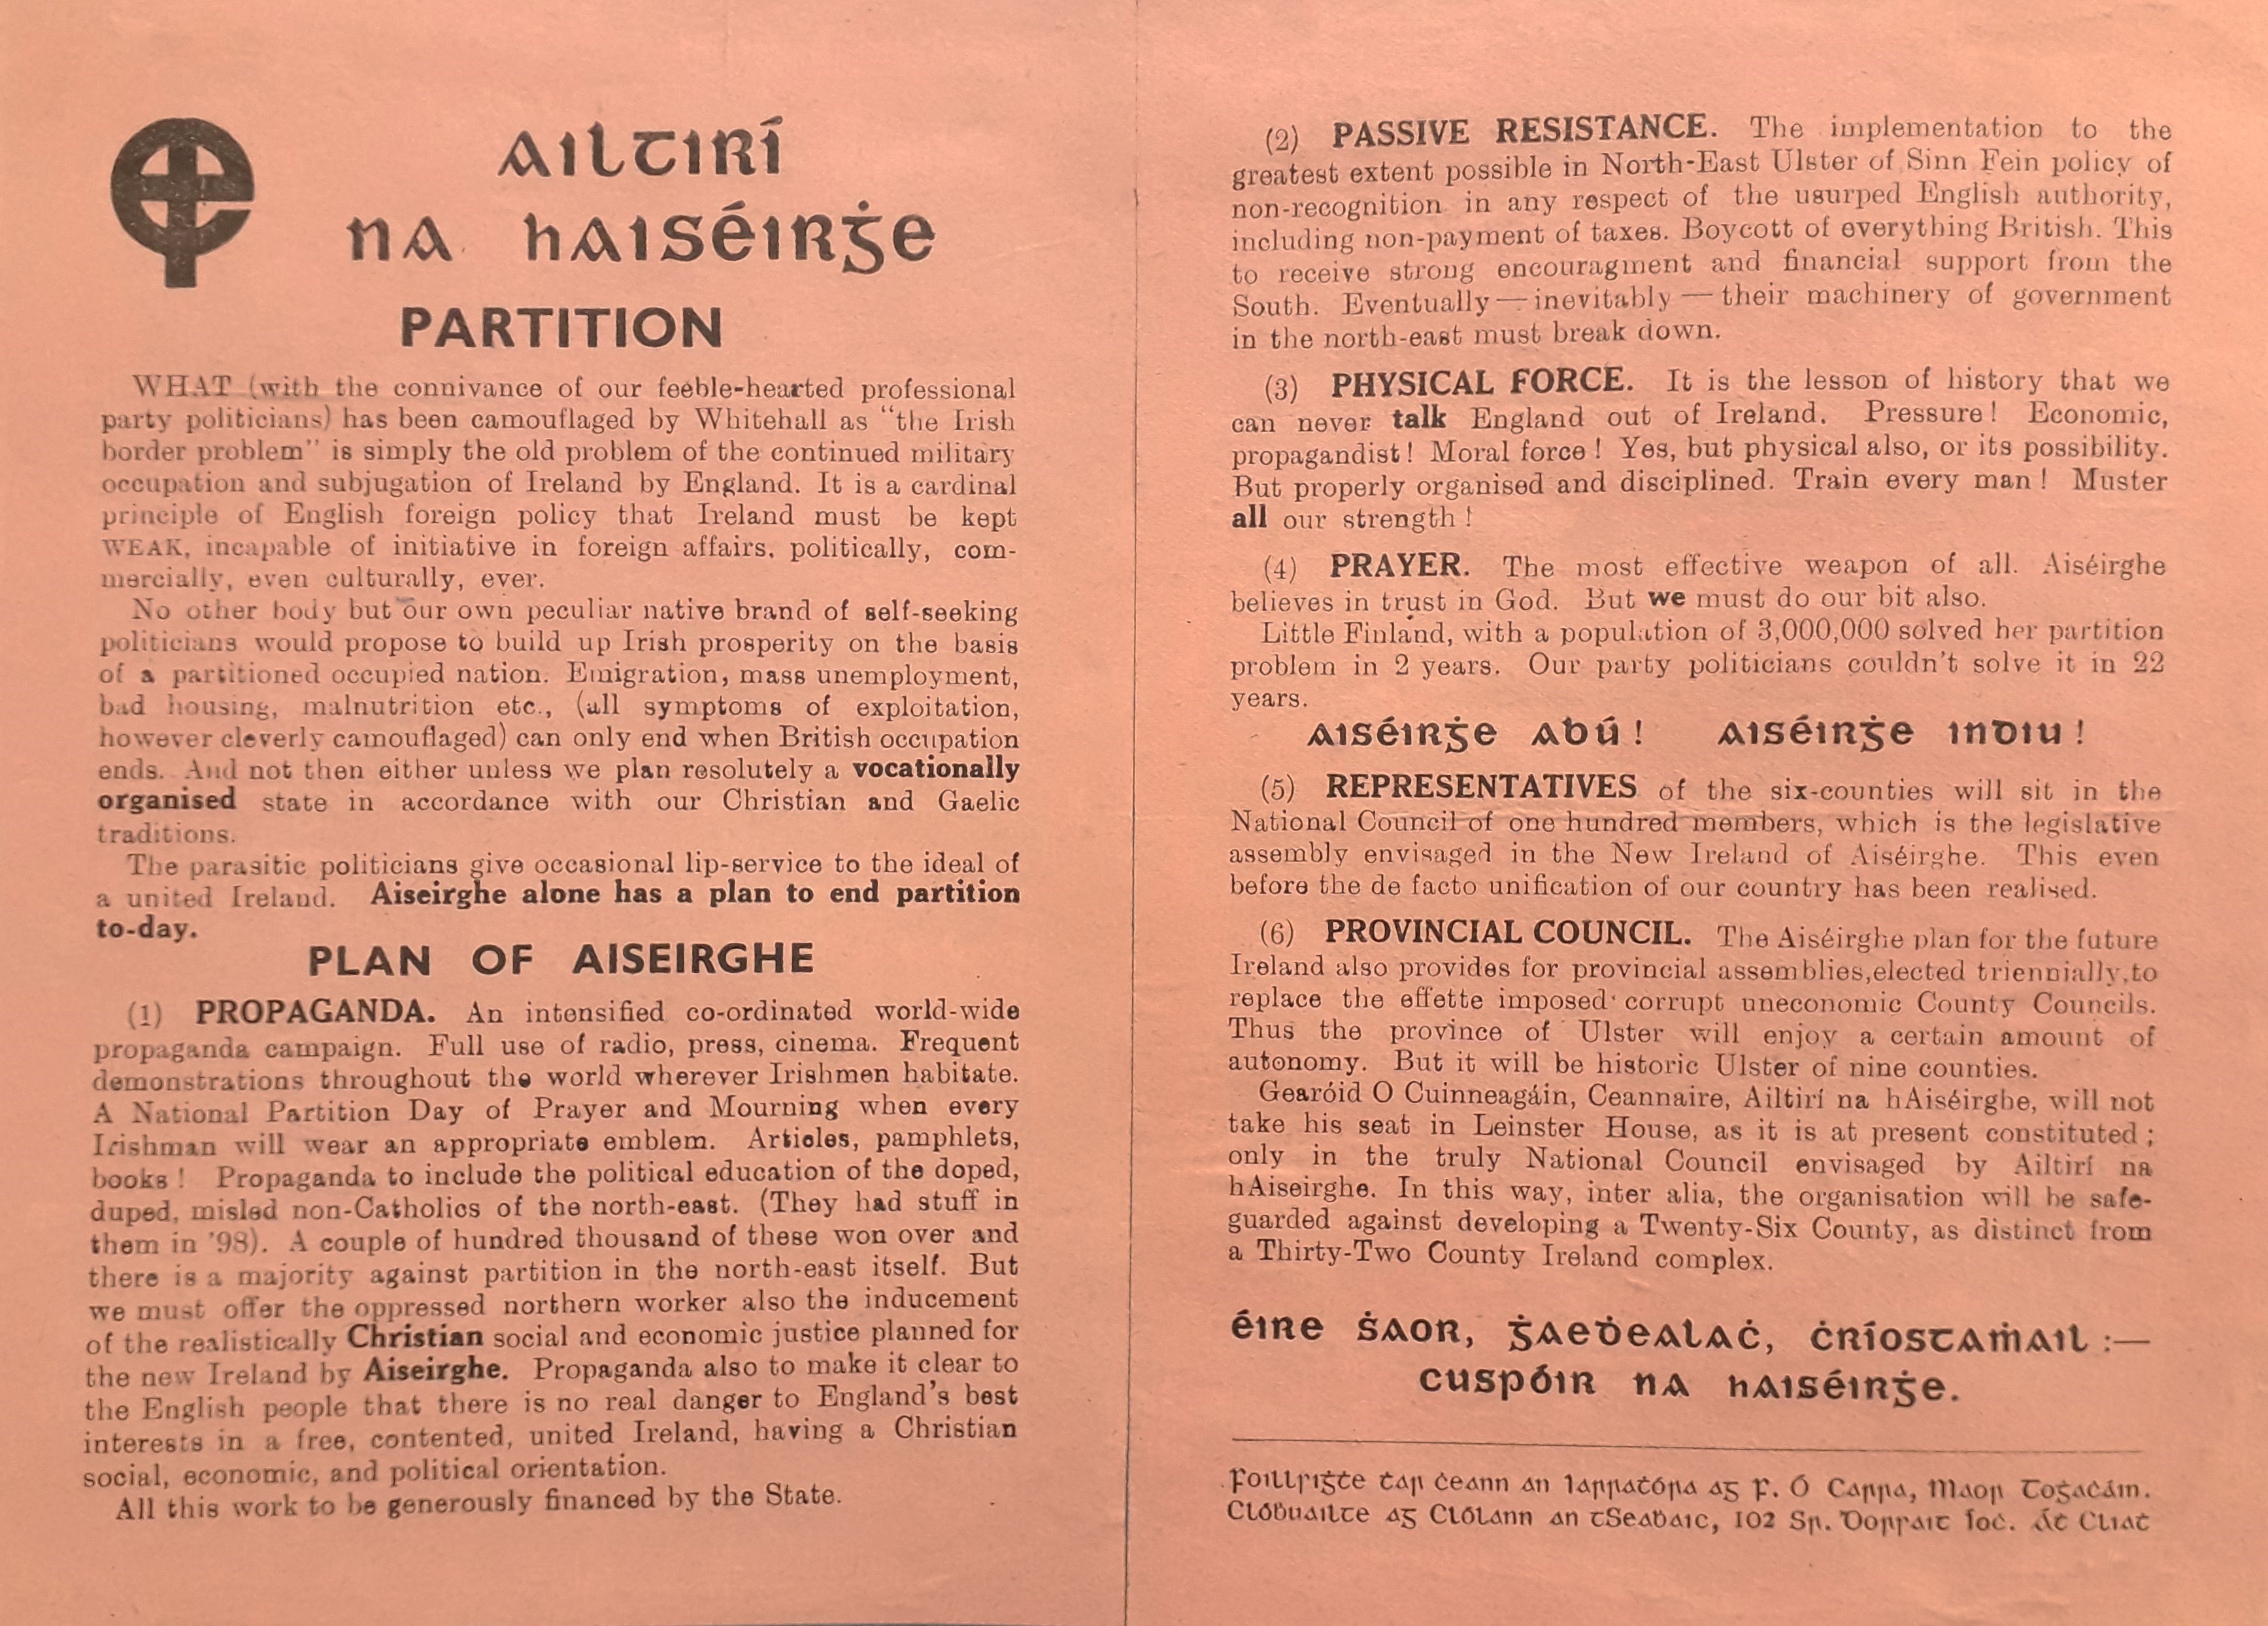 AILTIRÍ
NA hAISÉIRĠE
PARTITION
WHAT (with the connivance of our feeble-hearted professional
party politicians) has been camouflaged by Whitehall as "the Irish
border problem" is simply the old problem of the continued military
occupation and subjugation of Ireland by England. It is a cardinal
principle of English foreign policy that Ireland must be kept
WEAK, incapable of initiative in foreign affairs, politically, com-
mercially, even culturally, ever.
No other body but our own peculiar native brand of self-seeking
politicians would propose to build up Irish prosperity on the basis
of a partitioned occupied nation. Emigration, mass unemployment,
bad housing, malnutrition etc., (all symptoms of exploitation,
however cleverly camouflaged) can only end when British occupation
ends. And not then either unless we plan resolutely a vocationally
organised state in accordance with our Christian and Gaelic
traditions.
The parasitic politicians give occasional lip-service to the ideal of
a united Ireland. Aiseirghe alone has a plan to end partition
to-day.
PLAN OF AISEIRGHE
(1) PROPAGANDA. An intensified co-ordinated world-wide
propaganda campaign. Full use of radio, press, cinema. Frequent
demonstrations throughout the world wherever Irishmen habitate.
A National Partition Day of Prayer and Mourning when every
Irishman will wear an appropriate emblem. Articles, pamphlets,
books! Propaganda to include the political education of the doped,
duped, misled non-Catholics of the north-east. (They had stuff in
them in '98). A couple of hundred thousand of these won over and
there is a majority against partition in the north-east itself. But
we must offer the oppressed northern worker also the inducement
of the realistically Christian social and economic justice planned for
the new Ireland by Aiseirghe. Propaganda also to make it clear to
the English people that there is no real danger to England's best
interests in a free, contented, united Ireland, having a Christian
social, economic, and political orientation.
All this work to be generously financed by the State.
(2) PASSIVE RESISTANCE. The implementation to the
greatest extent possible in North-East Ulster of Sinn Fein policy of
non-recognition in any respect of the usurped English authority,
including non-payment of taxes. Boycott of everything British. This
to receive strong encouragment and financial support from the
South. Eventually — inevitably — their machinery of government
in the north-east must break down.
(3) PHYSICAL FORCE. It is the lesson of history that we
can never talk England out of Ireland. Pressure! Economic,
propagandist! Moral force! Yes, but physical also, or its possibility.
But properly organised and disciplined. Train every man! Muster
all our strength!
(4) PRAYER. The most effective weapon of all. Aiséirghe
believes in trust in God. But we must do our bit also.
Little Finland, with a population of 3,000,000 solved her partition
problem in 2 years. Our party politicians couldn't solve it in 22
years.
AISÉIRĠE ABÚ! AISÉIRĠE INDIU!
(5) REPRESENTATIVES of the six-counties will sit in the
National Council of one hundred members, which is the legislative
assembly envisaged in the New Ireland of Aiséirghe. This even
before the de facto unification of our country has been realised.
(6) PROVINCIAL COUNCIL. The Aiséirghe plan for the future
Ireland also provides for provincial assemblies,elected triennially,to
replace the effette imposed corrupt uneconomic County Councils.
Thus the province of Ulster will enjoy a certain amount of
autonomy. But it will be historic Ulster of nine counties.
Gearóid O Cuinneagáin, Ceannaire, Ailtirí na hAiséirghe, will not
take his seat in Leinster House, as it is at present constituted;
only in the truly National Council envisaged by Ailtirí na
hAiseirghe. In this way, inter alia, the organisation will be safe-
guarded against developing a Twenty-Six County, as distinct from
a Thirty-Two County Ireland complex.
ÉIRE ṠAOR, ĠAEḊEALAĊ, ĊRÍOSTAṀAIL :—
CUSPÓIR NA hAISÉIRĠE.
Foillsiġṫe ṫar ċeann an Iarraṫóra ag F. Ó Carra, Maor Toġaċáin.
Clóḃuailte ag Clólann an tSeaḃaic, 102 Sr. Ḋorsait Íoċ. Áṫ Cliaṫ